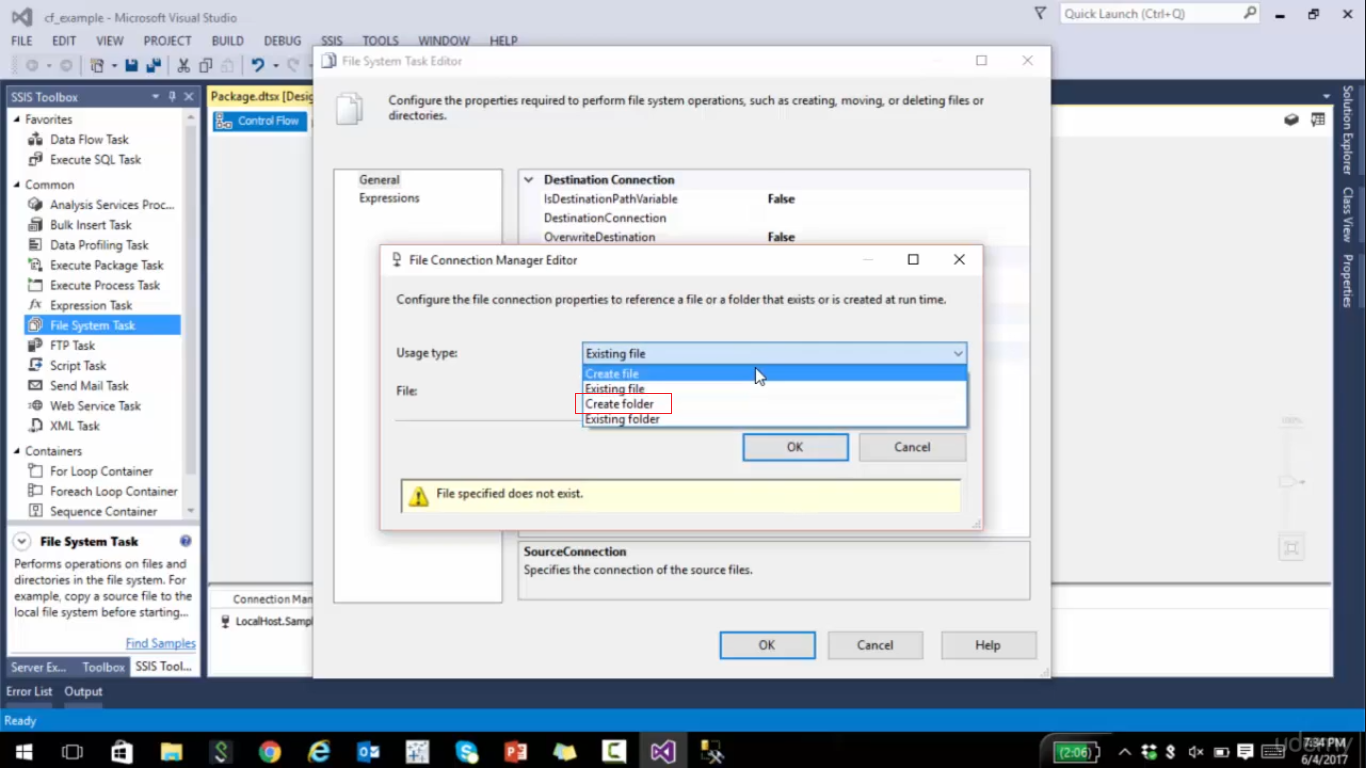 cf_example - Microsoft Visual Studio
Quick Launch (Ctrl+Q)
FILE EDIT VIEW PROJECT BUILD DEBUG SSIS TOOLS WINDOW HELP
SSIS Toolbox
Favorites
Data Flow Task
Execute SQL Task
Common
Analysis Services Proc...
Bulk Insert Task
Data Profiling Task
Execute Package Task
Execute Process Task
Expression Task
File System Task
FTP Task
Script Task
Send Mail Task
Web Service Task
XML Task
Containers
For Loop Container
Foreach Loop Container
Sequence Container
File System Task
Performs operations on files and
directories in the file system. For
example, copy a source file to the
local file system before starting...
Find Samples
Server Ex... Toolbox SSIS Tool...
Error List Output
Ready
Package.dtsx [Desig
Control Flow
Connection Man
LocalHost.Sampl
File System Task Editor
Configure the properties required to perform file system operations, such as creating, moving, or deleting files or
directories.
General
Expressions
Destination Connection
IsDestinationPathVariable False
DestinationConnection
OverwriteDestination False
File Connection Manager Editor
Configure the file connection properties to reference a file or a folder that exists or is created at run time.
Usage type: Existing file
Create file
Existing file
Create folder
Existing folder
File:
OK Cancel
File specified does not exist.
SourceConnection
Specifies the connection of the source files.
OK Cancel Help
Solution Explorer
Class View
Properties
(2:06)
7:34 PM
6/4/2017
udemy